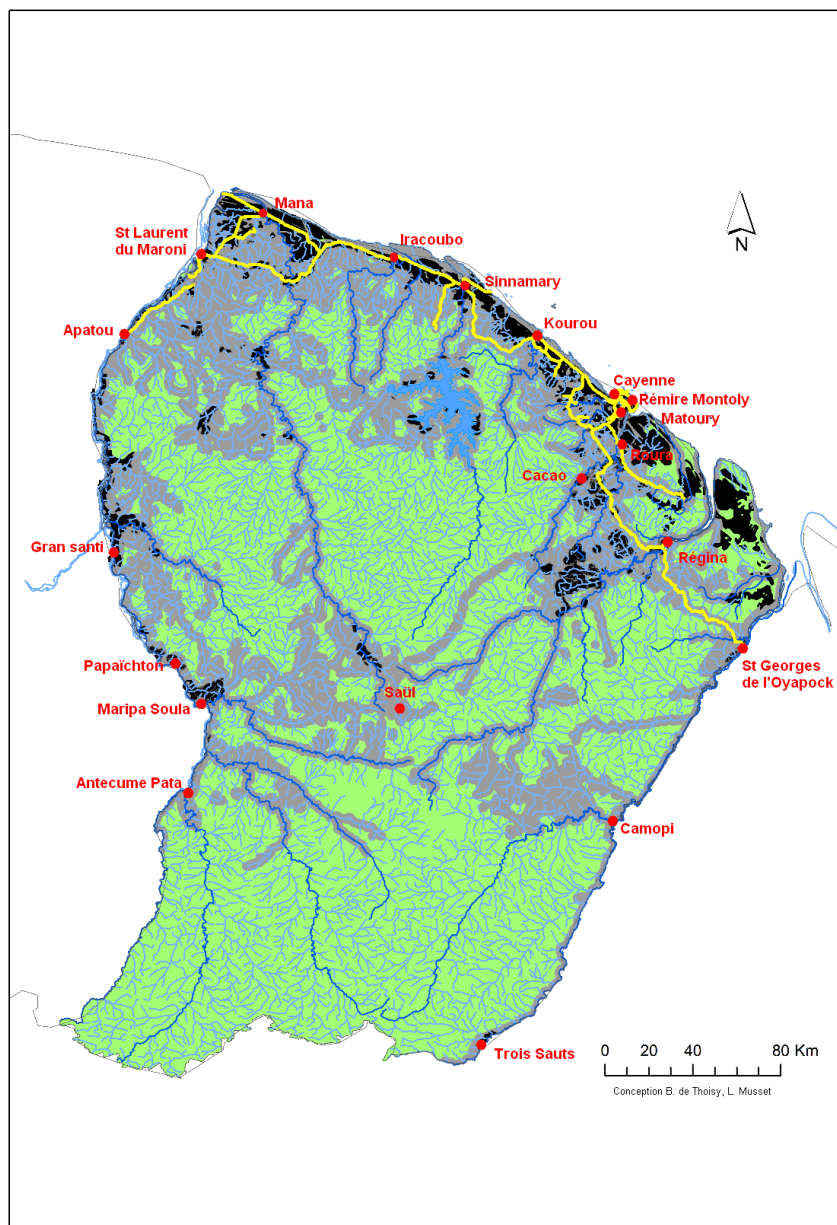 Mana
St Laurent
du Maroni
Iracoubo
Sinnamary
N
Apatou
Kourou
Cayenne
Rémire Montoly
Matoury
Roura
Cacao
Gran santi
Régina
Papaïchton
St Georges
de l'Oyapock
Saül
Maripa Soula
Antecume Pata
Camopi
Trois Sauts
0 20 40 80 Km
Conception B. de Thoisy, L. Musset